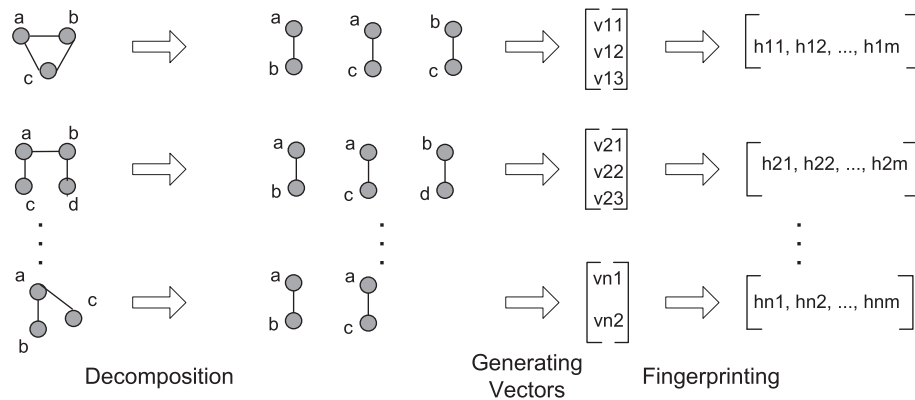 a b
c
a
b
a
c
b
c
v11
v12
v13
h11, h12, ..., h1m
a b
c d
a
b
a
c
b
d
v21
v22
v23
h21, h22, ..., h2m
a
c
b
a
b
a
c
vn1
vn2
hn1, hn2, ..., hnm
Decomposition
Generating
Vectors
Fingerprinting